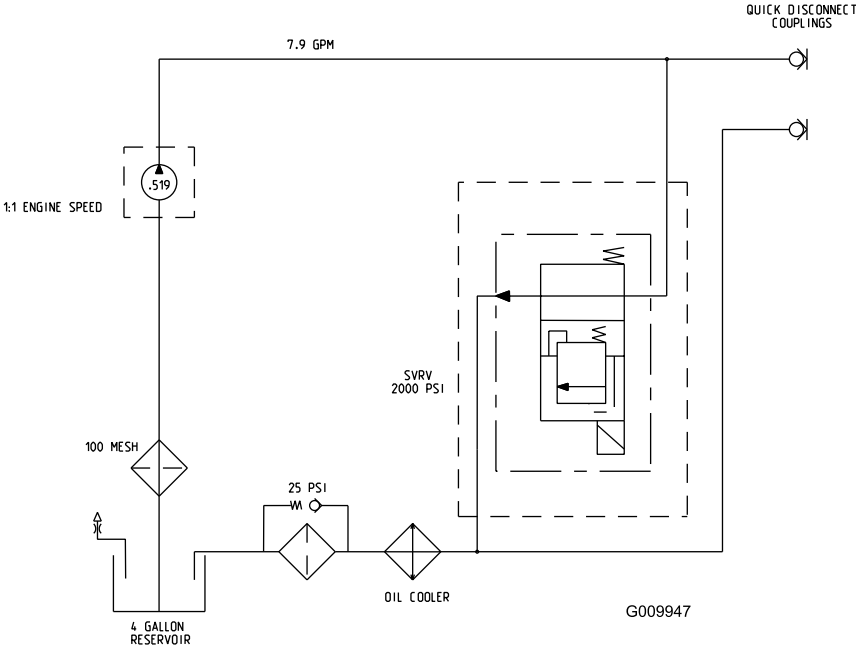 QUICK DISCONNECT
COUPLINGS
7.9 GPM
.519
1:1 ENGINE SPEED
SVRV
2000 PSI
100 MESH
25 PSI
OIL COOLER
4 GALLON
RESERVOIR
G009947